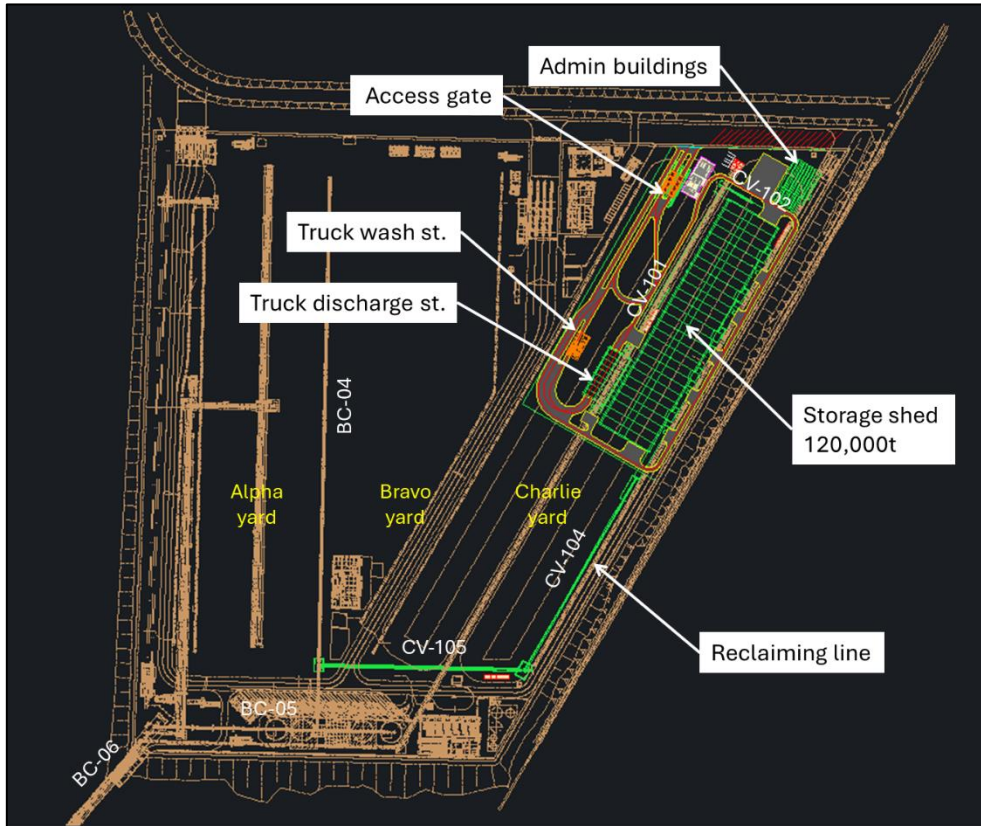 Admin buildings
Access gate
CV-102
Truck wash st.
CV-101
Truck discharge st.
BC-04
Storage shed
120,000t
Alpha
yard
Bravo
yard
Charlie
yard
CV-104
CV-105
Reclaiming line
BC-05
BC-06